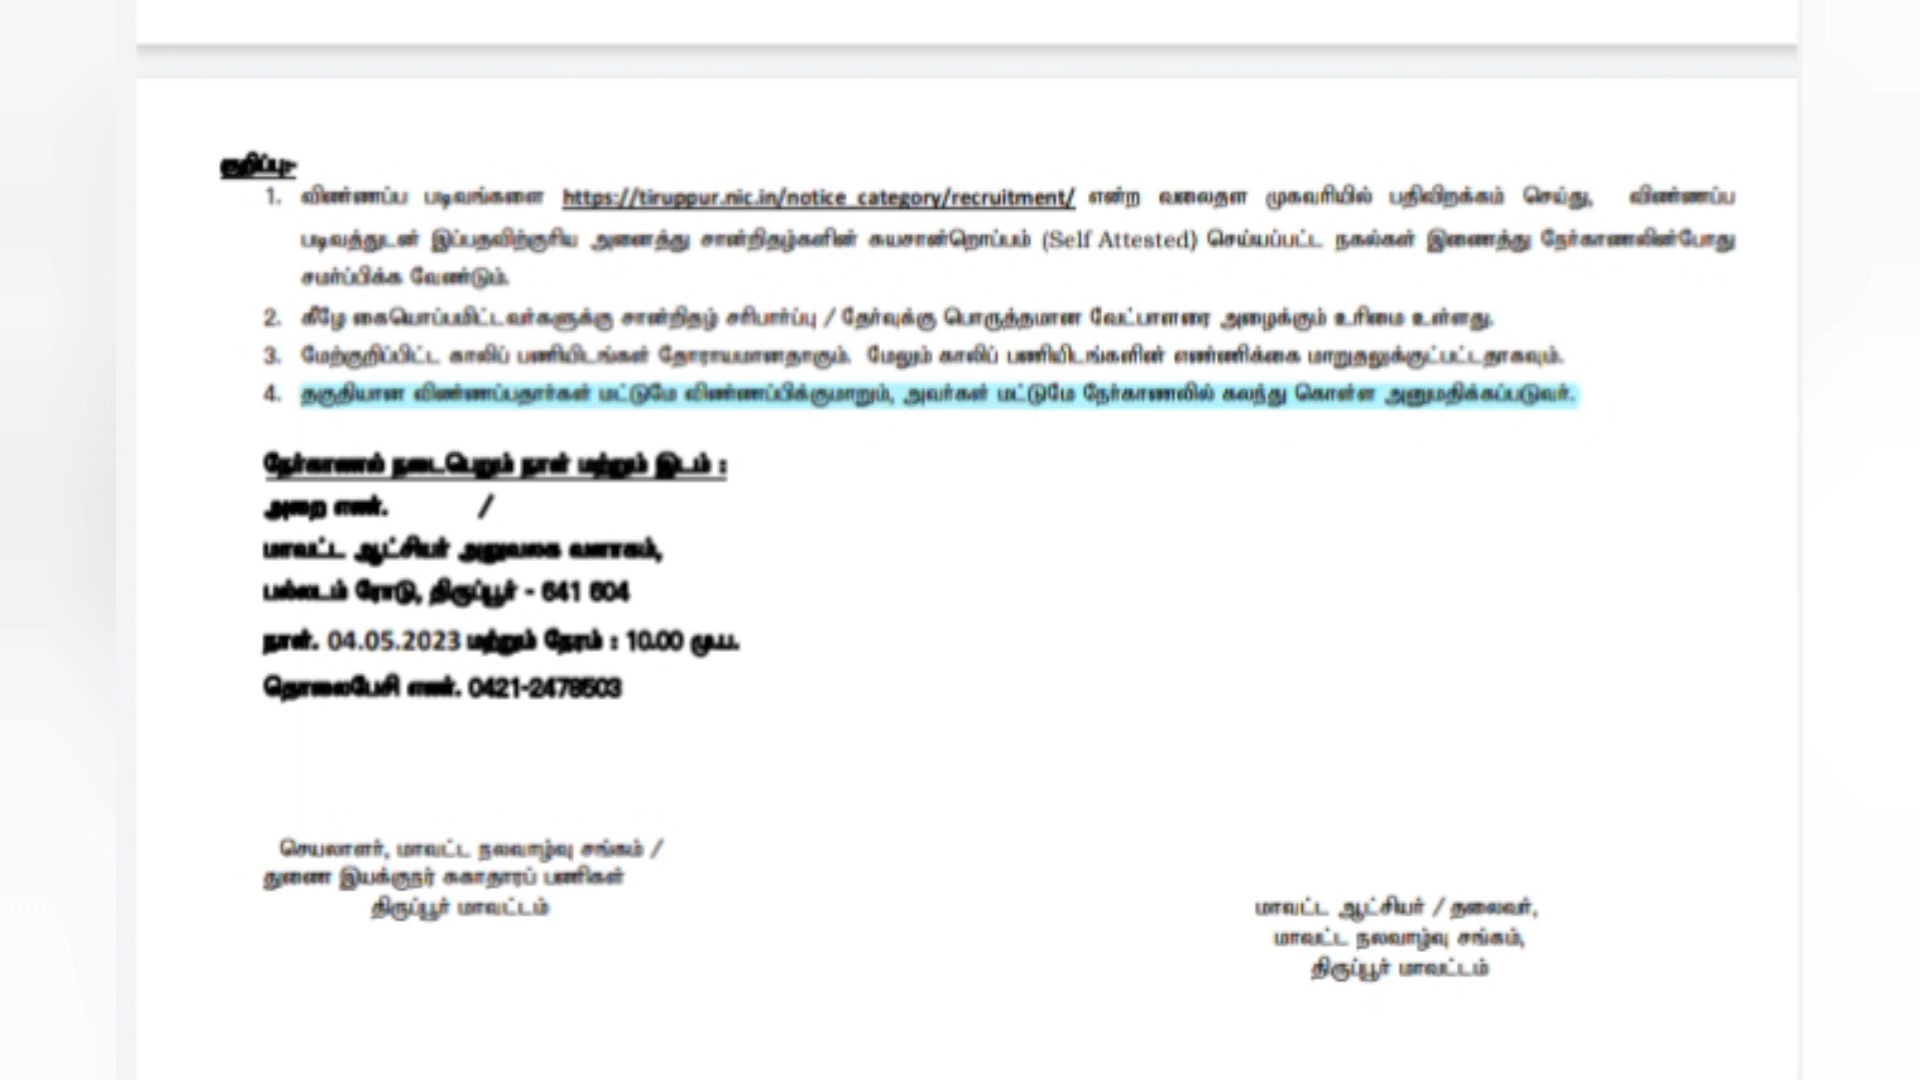 குறிப்பு:-
1. விண்ணப்ப படிவங்களை https://tiruppur.nic.in/notice_category/recruitment/ என்ற வலைதள முகவரியில் பதிவிறக்கம் செய்து, விண்ணப்ப
படிவத்துடன் இப்பதவிற்குரிய அனைத்து சான்றிதழ்களின் சுயசான்றொப்பம் (Self Attested) செய்யப்பட்ட நகல்கள் இணைத்து நேர்காணலின்போது
சமர்ப்பிக்க வேண்டும்.
2. கீழே கையொப்பமிட்டவர்களுக்கு சான்றிதழ் சரிபார்ப்பு / தேர்வுக்கு பொருத்தமான வேட்பாளரை அழைக்கும் உரிமை உள்ளது.
3. மேற்குறிப்பிட்ட காலிப் பணியிடங்கள் தோராயமானதாகும். மேலும் காலிப் பணியிடங்களின் எண்ணிக்கை மாறுதலுக்குட்பட்டதாகவும்.
4. தகுதியான விண்ணப்பதார்கள் மட்டுமே விண்ணப்பிக்குமாறும், அவர்கள் மட்டுமே நேர்காணலில் கலந்து கொள்ள அனுமதிக்கப்படுவர்.
நேர்காணல் நடைபெறும் நாள் மற்றும் இடம் :
அறை எண். /
மாவட்ட ஆட்சியர் அலுவலக வளாகம்,
பல்லடம் ரோடு, திருப்பூர் - 641 604
நாள். 04.05.2023 மற்றும் நேரம் : 10.00 மு.ப.
தொலைபேசி எண். 0421-2478503
செயலாளர், மாவட்ட நலவாழ்வு சங்கம் /
துணை இயக்குநர் சுகாதாரப் பணிகள்
திருப்பூர் மாவட்டம்
மாவட்ட ஆட்சியர் / தலைவர்,
மாவட்ட நலவாழ்வு சங்கம்,
திருப்பூர் மாவட்டம்